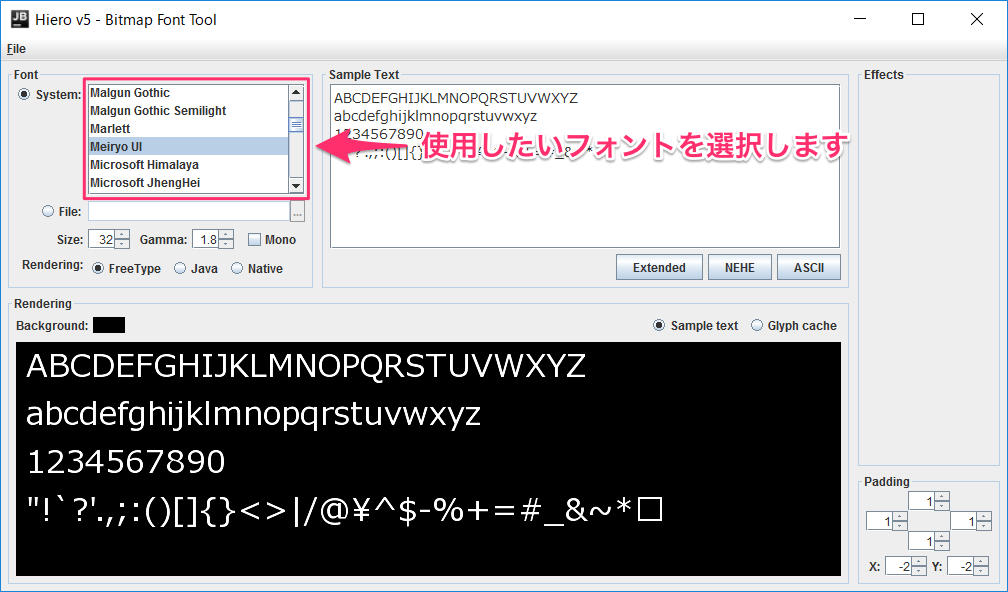 JB
Hiero v5 - Bitmap Font Tool
File
Font
System:
Malgun Gothic
Malgun Gothic Semilight
Marlett
Meiryo UI
Microsoft Himalaya
Microsoft JhengHei
File:
...
Size: 32 Gamma: 1.8 Mono
Rendering: FreeType Java Native
Sample Text
ABCDEFGHIJKLMNOPQRSTUVWXYZ
abcdefghijklmnopqrstuvwxyz
1234567890
使用したいフォントを選択します
Extended NEHE ASCII
Effects
Rendering
Background:
Sample text Glyph cache
ABCDEFGHIJKLMNOPQRSTUVWXYZ
abcdefghijklmnopqrstuvwxyz
1234567890
"!`?'.,;:()[]{}<>|/@¥^$-%+=#_&~*□
Padding
1
1 1
1
X: -2 Y: -2